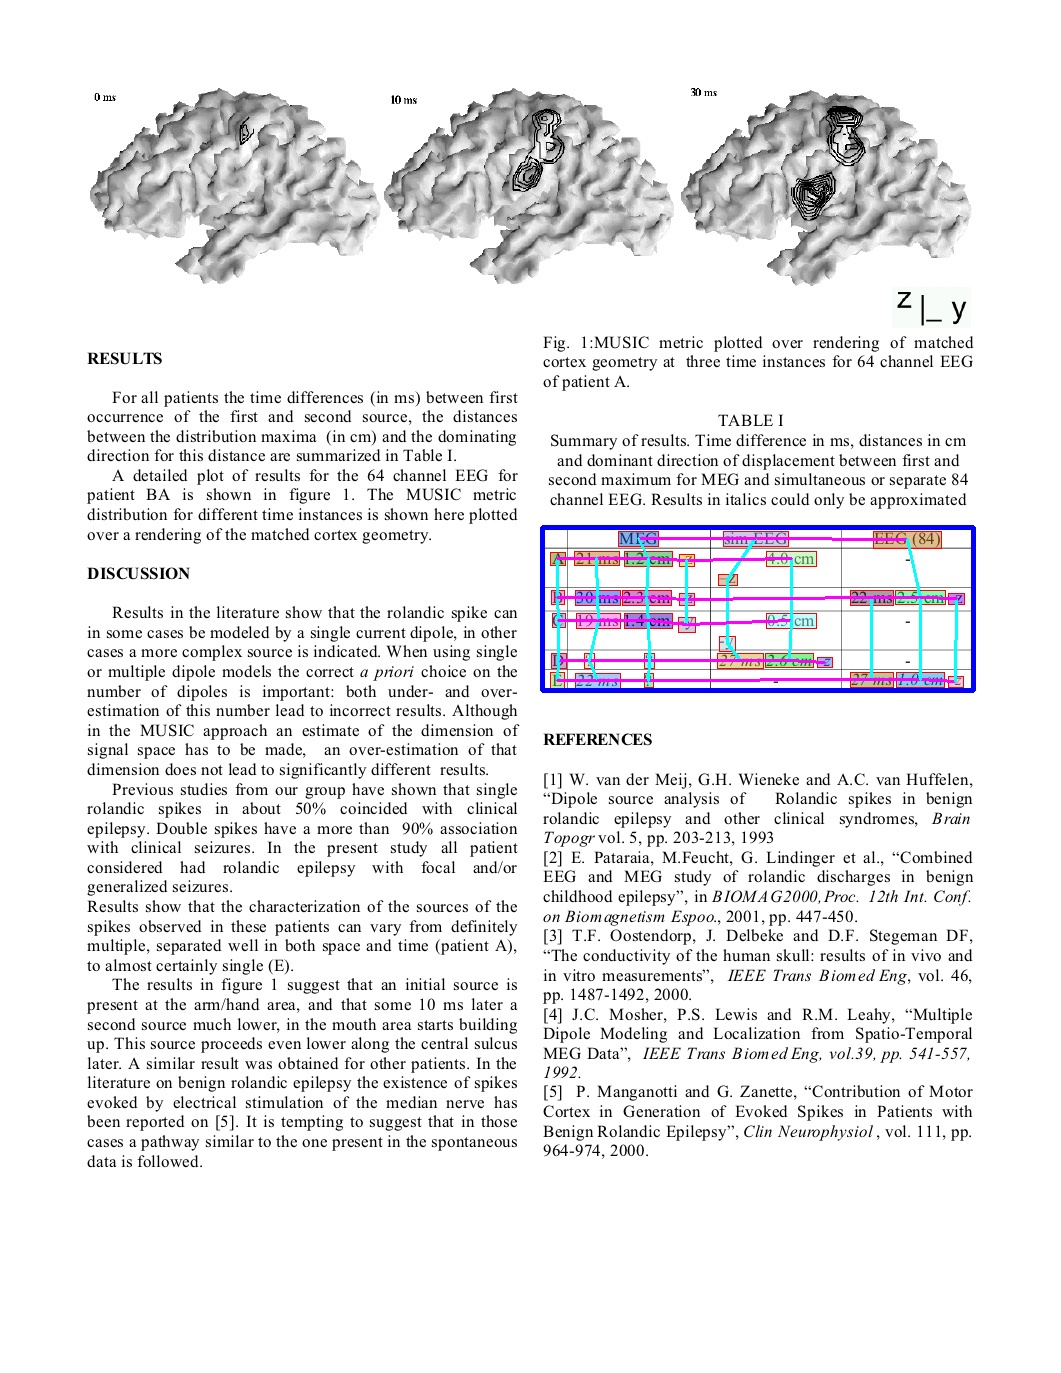 0 ms
10 ms
30 ms
z |_ y
RESULTS
For all patients the time differences (in ms) between first
occurrence of the first and second source, the distances
between the distribution maxima (in cm) and the dominating
direction for this distance are summarized in Table I.
A detailed plot of results for the 64 channel EEG for
patient BA is shown in figure 1. The MUSIC metric
distribution for different time instances is shown here plotted
over a rendering of the matched cortex geometry.
DISCUSSION
Results in the literature show that the rolandic spike can
in some cases be modeled by a single current dipole, in other
cases a more complex source is indicated. When using single
or multiple dipole models the correct a priori choice on the
number of dipoles is important: both under- and over-
estimation of this number lead to incorrect results. Although
in the MUSIC approach an estimate of the dimension of
signal space has to be made, an over-estimation of that
dimension does not lead to significantly different results.
Previous studies from our group have shown that single
rolandic spikes in about 50% coincided with clinical
epilepsy. Double spikes have a more than 90% association
with clinical seizures. In the present study all patient
considered had rolandic epilepsy with focal and/or
generalized seizures.
Results show that the characterization of the sources of the
spikes observed in these patients can vary from definitely
multiple, separated well in both space and time (patient A),
to almost certainly single (E).
The results in figure 1 suggest that an initial source is
present at the arm/hand area, and that some 10 ms later a
second source much lower, in the mouth area starts building
up. This source proceeds even lower along the central sulcus
later. A similar result was obtained for other patients. In the
literature on benign rolandic epilepsy the existence of spikes
evoked by electrical stimulation of the median nerve has
been reported on [5]. It is tempting to suggest that in those
cases a pathway similar to the one present in the spontaneous
data is followed.
Fig. 1:MUSIC metric plotted over rendering of matched
cortex geometry at three time instances for 64 channel EEG
of patient A.
TABLE I
Summary of results. Time difference in ms, distances in cm
and dominant direction of displacement between first and
second maximum for MEG and simultaneous or separate 84
channel EEG. Results in italics could only be approximated
MEG sim EEG EEG (84)
A 21 ms 1.2 cm -z 4.0 cm -
-z
B 30 ms 2.3 cm -z 22 ms 2.5 cm -z
C 19 ms 1.4 cm -y 0.5 cm -
D 27 ms 2.6 cm -z -
E 22 ms - 27 ms 1.0 cm -z
REFERENCES
[1] W. van der Meij, G.H. Wieneke and A.C. van Huffelen,
“Dipole source analysis of Rolandic spikes in benign
rolandic epilepsy and other clinical syndromes, Brain
Topogr vol. 5, pp. 203-213, 1993
[2] E. Pataraia, M.Feucht, G. Lindinger et al., “Combined
EEG and MEG study of rolandic discharges in benign
childhood epilepsy”, in BIOMAG2000,Proc. 12th Int. Conf.
on Biomagnetism Espoo., 2001, pp. 447-450.
[3] T.F. Oostendorp, J. Delbeke and D.F. Stegeman DF,
“The conductivity of the human skull: results of in vivo and
in vitro measurements”, IEEE Trans Biomed Eng, vol. 46,
pp. 1487-1492, 2000.
[4] J.C. Mosher, P.S. Lewis and R.M. Leahy, “Multiple
Dipole Modeling and Localization from Spatio-Temporal
MEG Data”, IEEE Trans Biomed Eng, vol.39, pp. 541-557,
1992.
[5] P. Manganotti and G. Zanette, “Contribution of Motor
Cortex in Generation of Evoked Spikes in Patients with
Benign Rolandic Epilepsy”, Clin Neurophysiol , vol. 111, pp.
964-974, 2000.